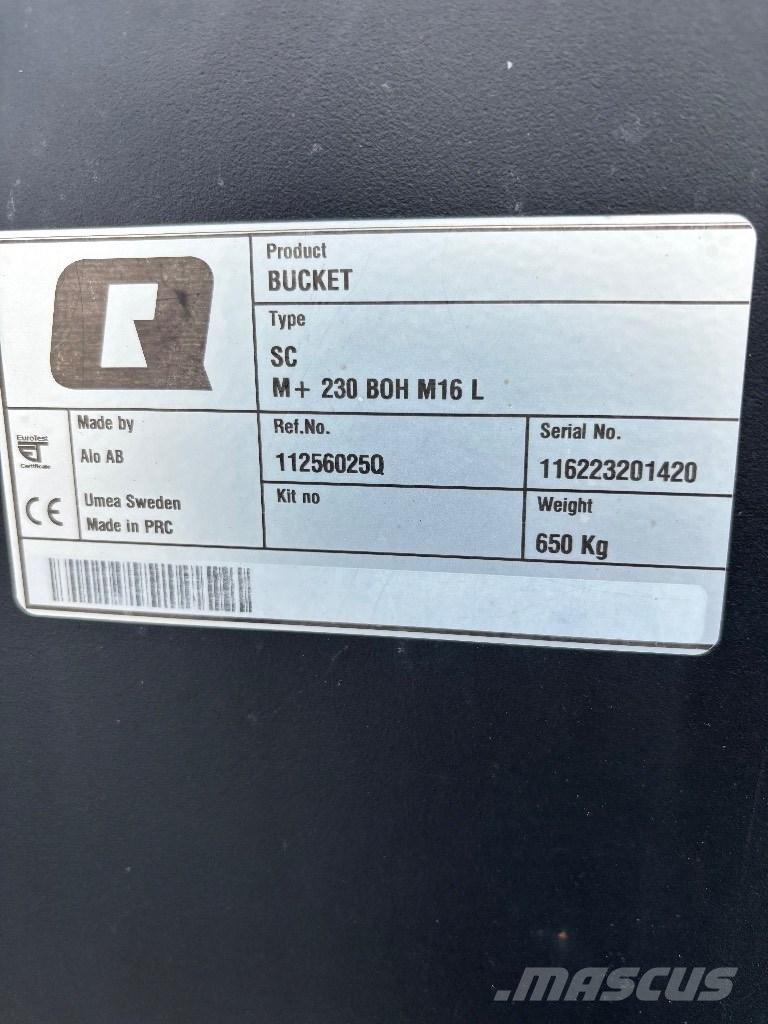 Product
BUCKET
Type
SC
M+ 230 BOH M16 L
Made by
Alo AB
Ref.No.
11256025Q
Serial No.
116223201420
EuroTest
Certificate
Umea Sweden
Made in PRC
Kit no
Weight
650 Kg
CE
MASCUS